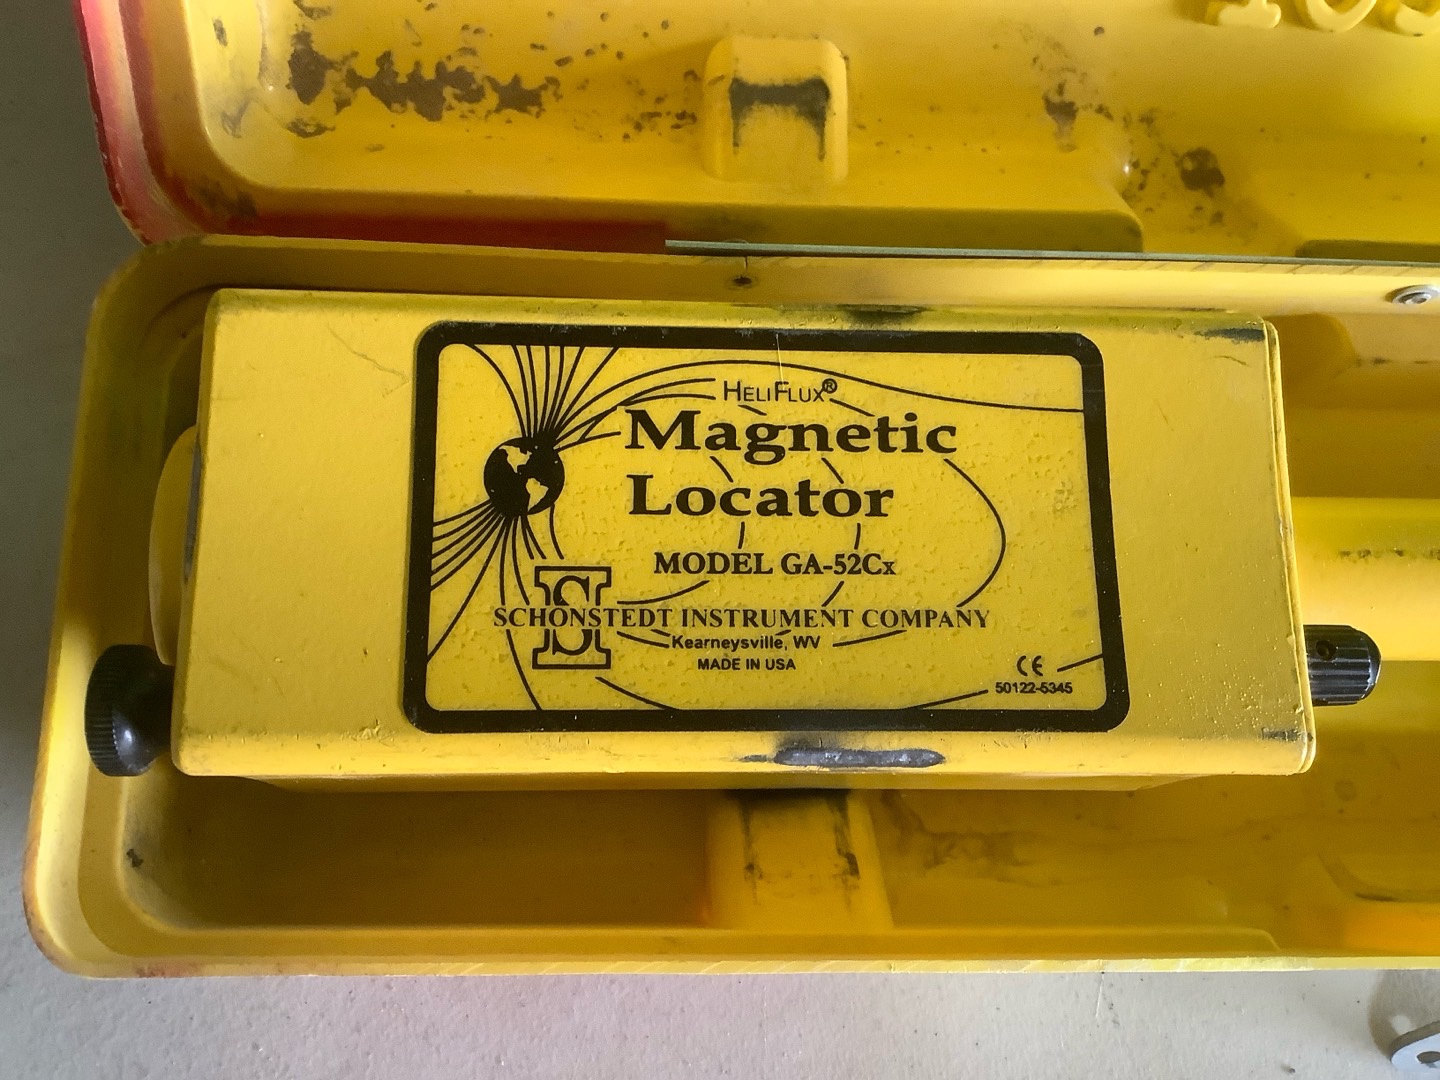 HELIFLUX®
Magnetic
Locator
MODEL GA-52Cx
S
SCHONSTEDT INSTRUMENT COMPANY
Kearneysville, WV
MADE IN USA
CE
50122-5345